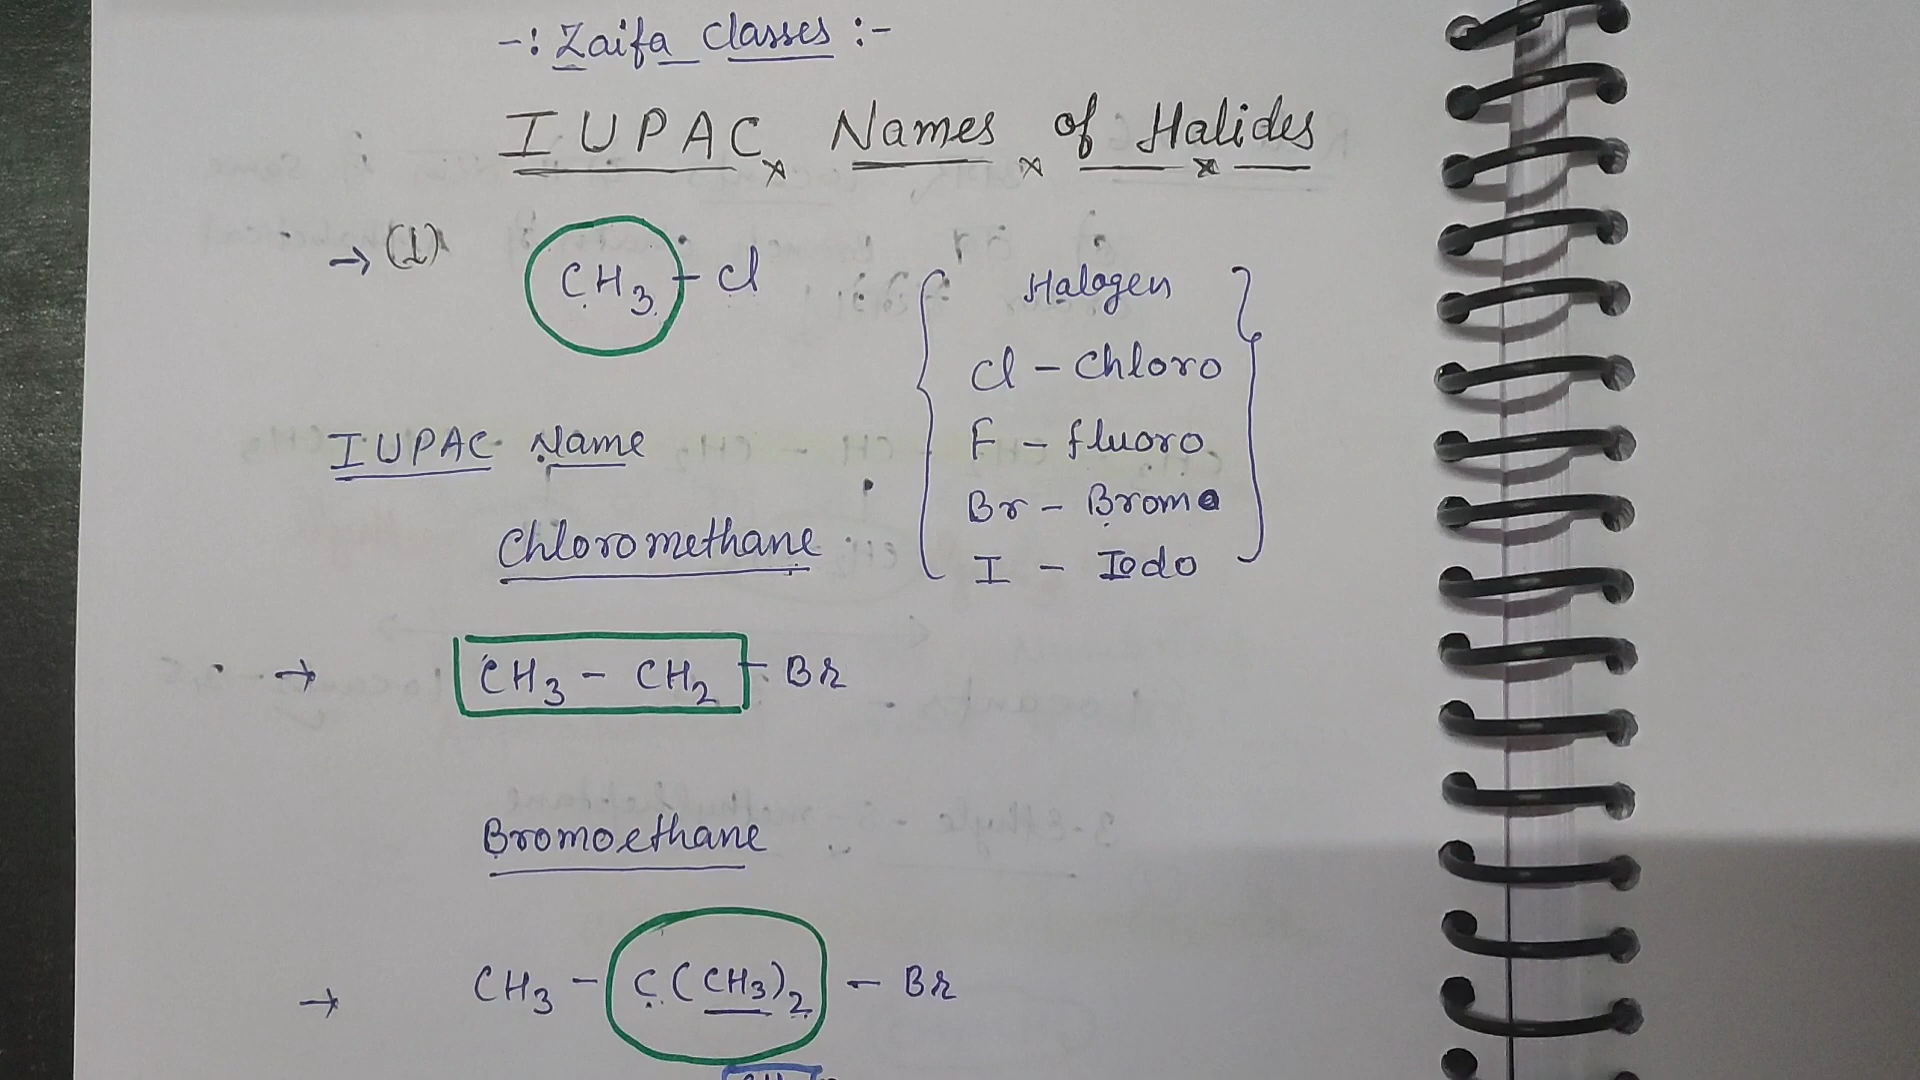 -: Zaifa Classes :-
IUPAC Names of Halides
→ (1) CH3 - Cl
Halogen
Cl - Chloro
F - fluoro
Br - Bromo
I - Iodo
IUPAC Name
Chloromethane
→ CH3 - CH2 - Br
Bromoethane
→ CH3 - C(CH3)2 - Br